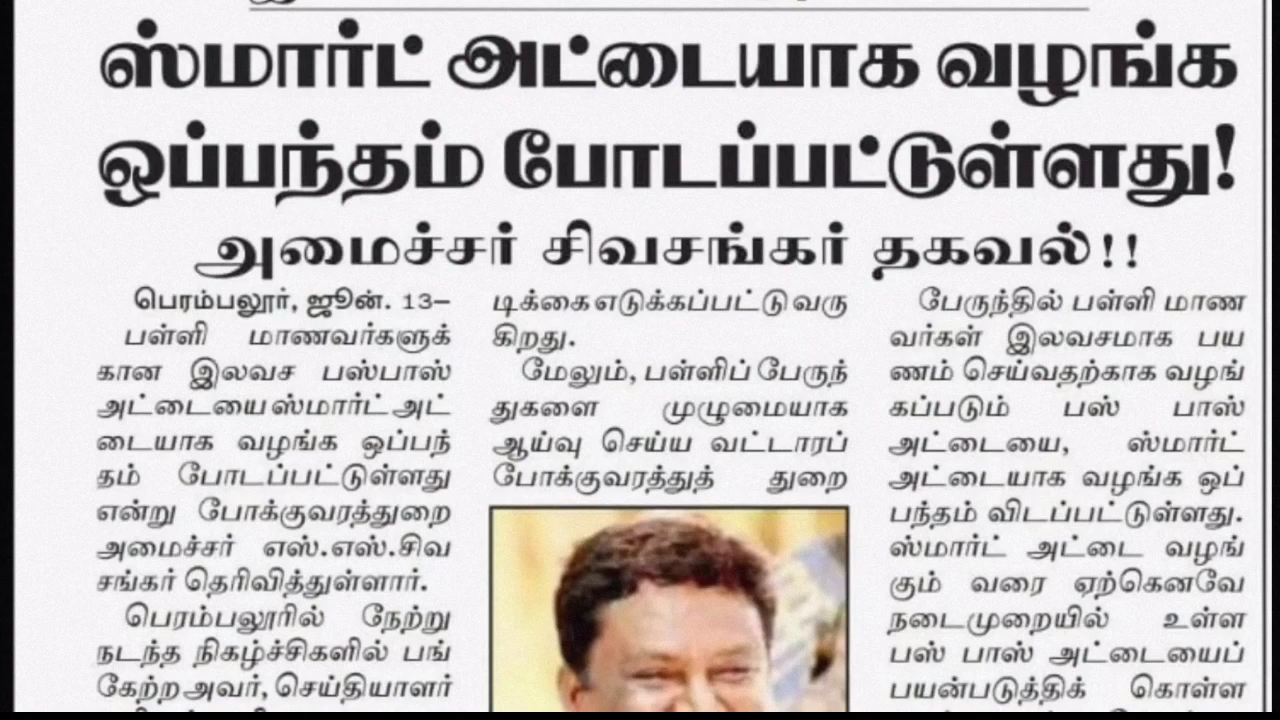 ஸ்மார்ட் அட்டையாக வழங்க
ஒப்பந்தம் போடப்பட்டுள்ளது!
அமைச்சர் சிவசங்கர் தகவல்!!
பெரம்பலூர், ஜூன். 13–
பள்ளி மாணவர்களுக்
கான இலவச பஸ்பாஸ்
அட்டையை ஸ்மார்ட் அட்
டையாக வழங்க ஒப்பந்
தம் போடப்பட்டுள்ளது
என்று போக்குவரத்துறை
அமைச்சர் எஸ்.எஸ்.சிவ
சங்கர் தெரிவித்துள்ளார்.
பெரம்பலூரில் நேற்று
நடந்த நிகழ்ச்சிகளில் பங்
கேற்ற அவர், செய்தியாளர்
டிக்கை எடுக்கப்பட்டு வரு
கிறது.
மேலும், பள்ளிப் பேருந்
துகளை முழுமையாக
ஆய்வு செய்ய வட்டாரப்
போக்குவரத்துத் துறை
பேருந்தில் பள்ளி மாண
வர்கள் இலவசமாக பய
ணம் செய்வதற்காக வழங்
கப்படும் பஸ் பாஸ்
அட்டையை, ஸ்மார்ட்
அட்டையாக வழங்க ஒப்
பந்தம் விடப்பட்டுள்ளது.
ஸ்மார்ட் அட்டை வழங்
கும் வரை ஏற்கெனவே
நடைமுறையில் உள்ள
பஸ் பாஸ் அட்டையைப்
பயன்படுத்திக் கொள்ள